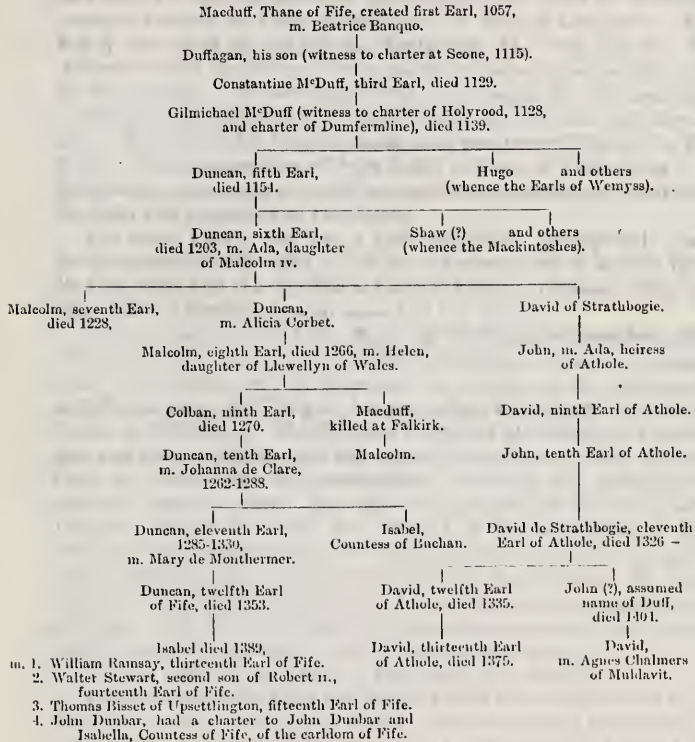 Macduff, Thane of Fife, created first Earl, 1057,
m. Beatrice Banquo.
Duffagan, his son (witness to charter at Scone, 1115).
Constantine McDuff, third Earl, died 1129.
Gilmichael McDuff (witness to charter of Holyrood, 1128,
and charter of Dumfermline), died 1139.
Duncan, fifth Earl,
died 1154.
Hugo and others
(whence the Earls of Wemyss).
Duncan, sixth Earl,
died 1203, m. Ada, daughter
of Malcolm IV.
Shaw (?) and others
(whence the Mackintoshes).
Malcolm, seventh Earl,
died 1228,
Duncan,
m. Alicia Corbet.
David of Strathbogie.
Malcolm, eighth Earl, died 1266, m. Helen,
daughter of Llewellyn of Wales.
John, m. Ada, heiress
of Athole.
Colban, ninth Earl,
died 1270.
Macduff,
killed at Falkirk.
David, ninth Earl of Athole.
Duncan, tenth Earl,
m. Johanna de Clare,
1262-1288.
Malcolm.
John, tenth Earl of Athole.
Duncan, eleventh Earl,
1285-1330,
m. Mary de Monthermer.
Isabel,
Countess of Buchan.
David de Strathbogie, eleventh
Earl of Athole, died 1326 –
Duncan, twelfth Earl
of Fife, died 1353.
David, twelfth Earl
of Athole, died 1335.
John (?), assumed
name of Duff,
died 1404.
Isabel died 1389,
m. 1. William Ramsay, thirteenth Earl of Fife.
2. Walter Stewart, second son of Robert II.,
fourteenth Earl of Fife.
3. Thomas Bisset of Upsettlington, fifteenth Earl of Fife.
4. John Dunbar, had a charter to John Dunbar and
Isabella, Countess of Fife, of the earldom of Fife.
David, thirteenth Earl
of Athole, died 1375.
David,
m. Agnes Chalmers
of Muldavit.